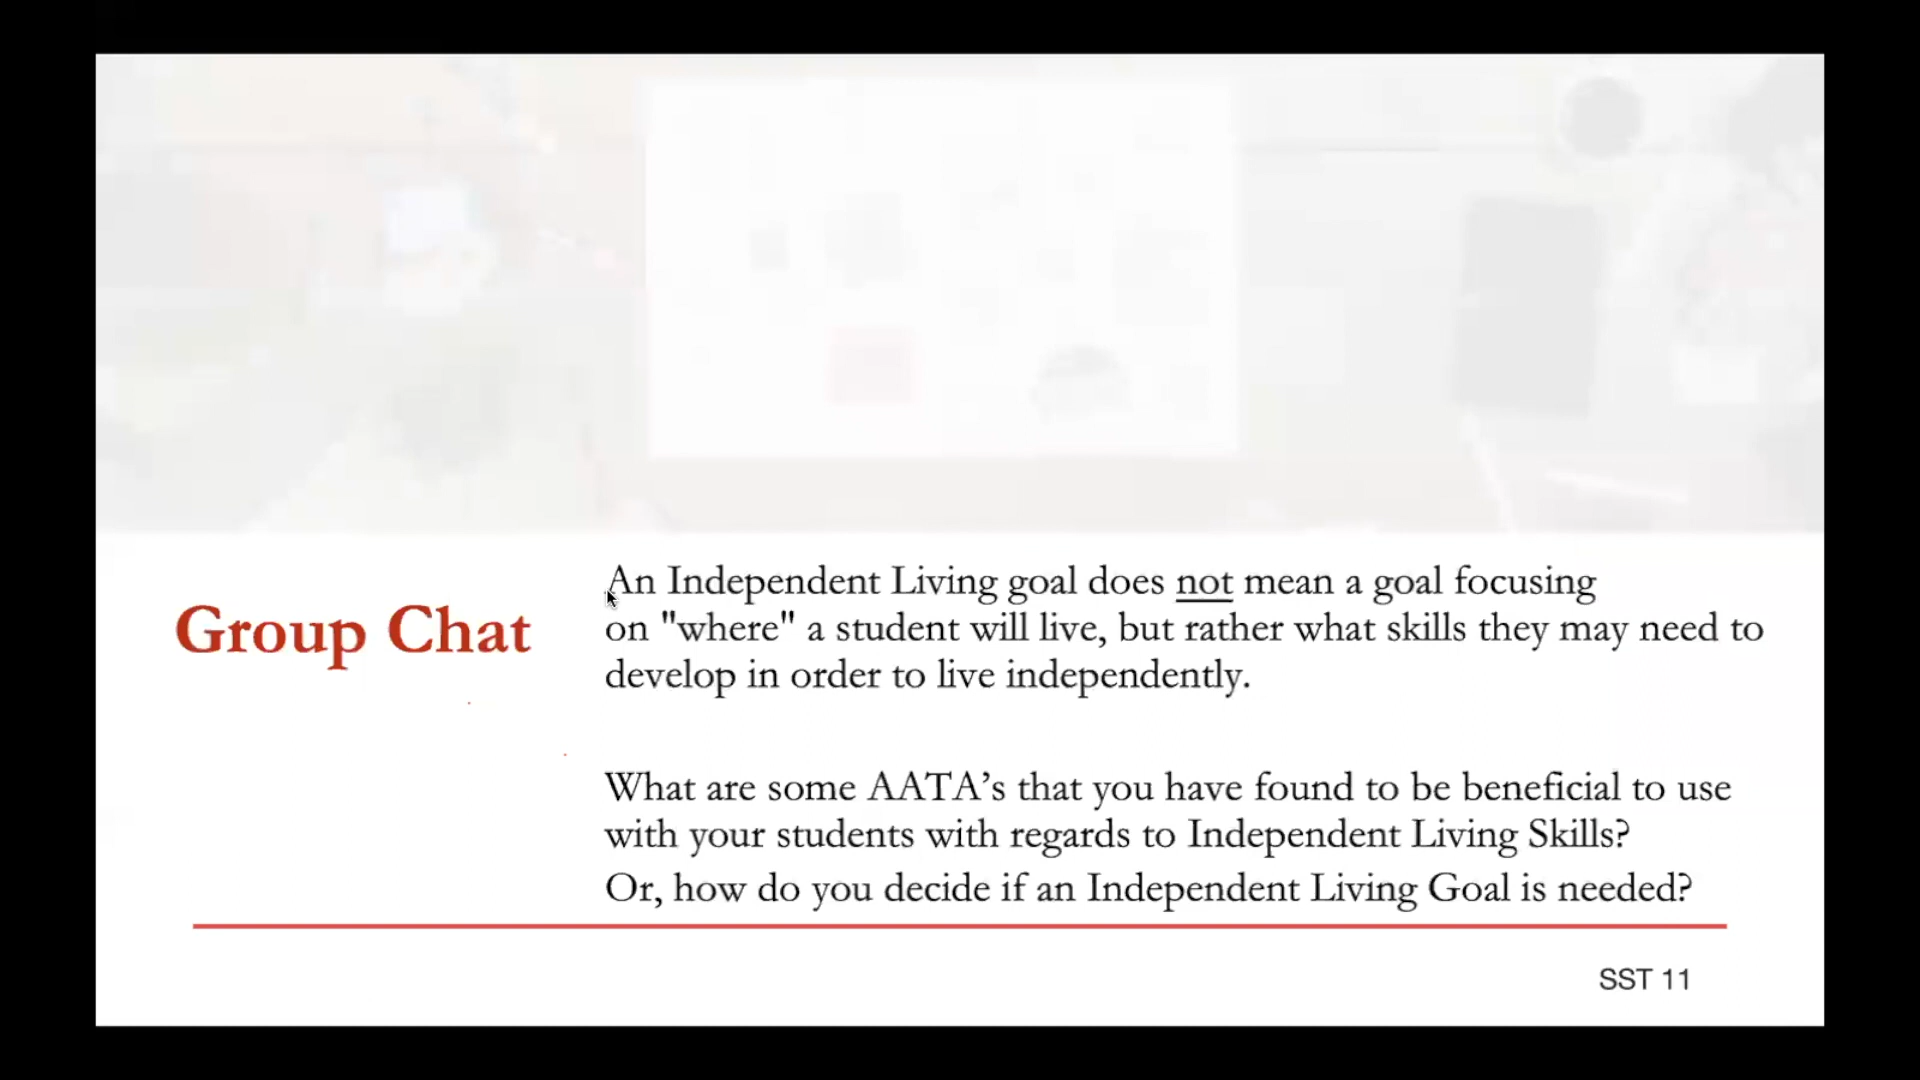 Group Chat
An Independent Living goal does not mean a goal focusing
on "where" a student will live, but rather what skills they may need to
develop in order to live independently.
What are some AATA’s that you have found to be beneficial to use
with your students with regards to Independent Living Skills?
Or, how do you decide if an Independent Living Goal is needed?
SST 11